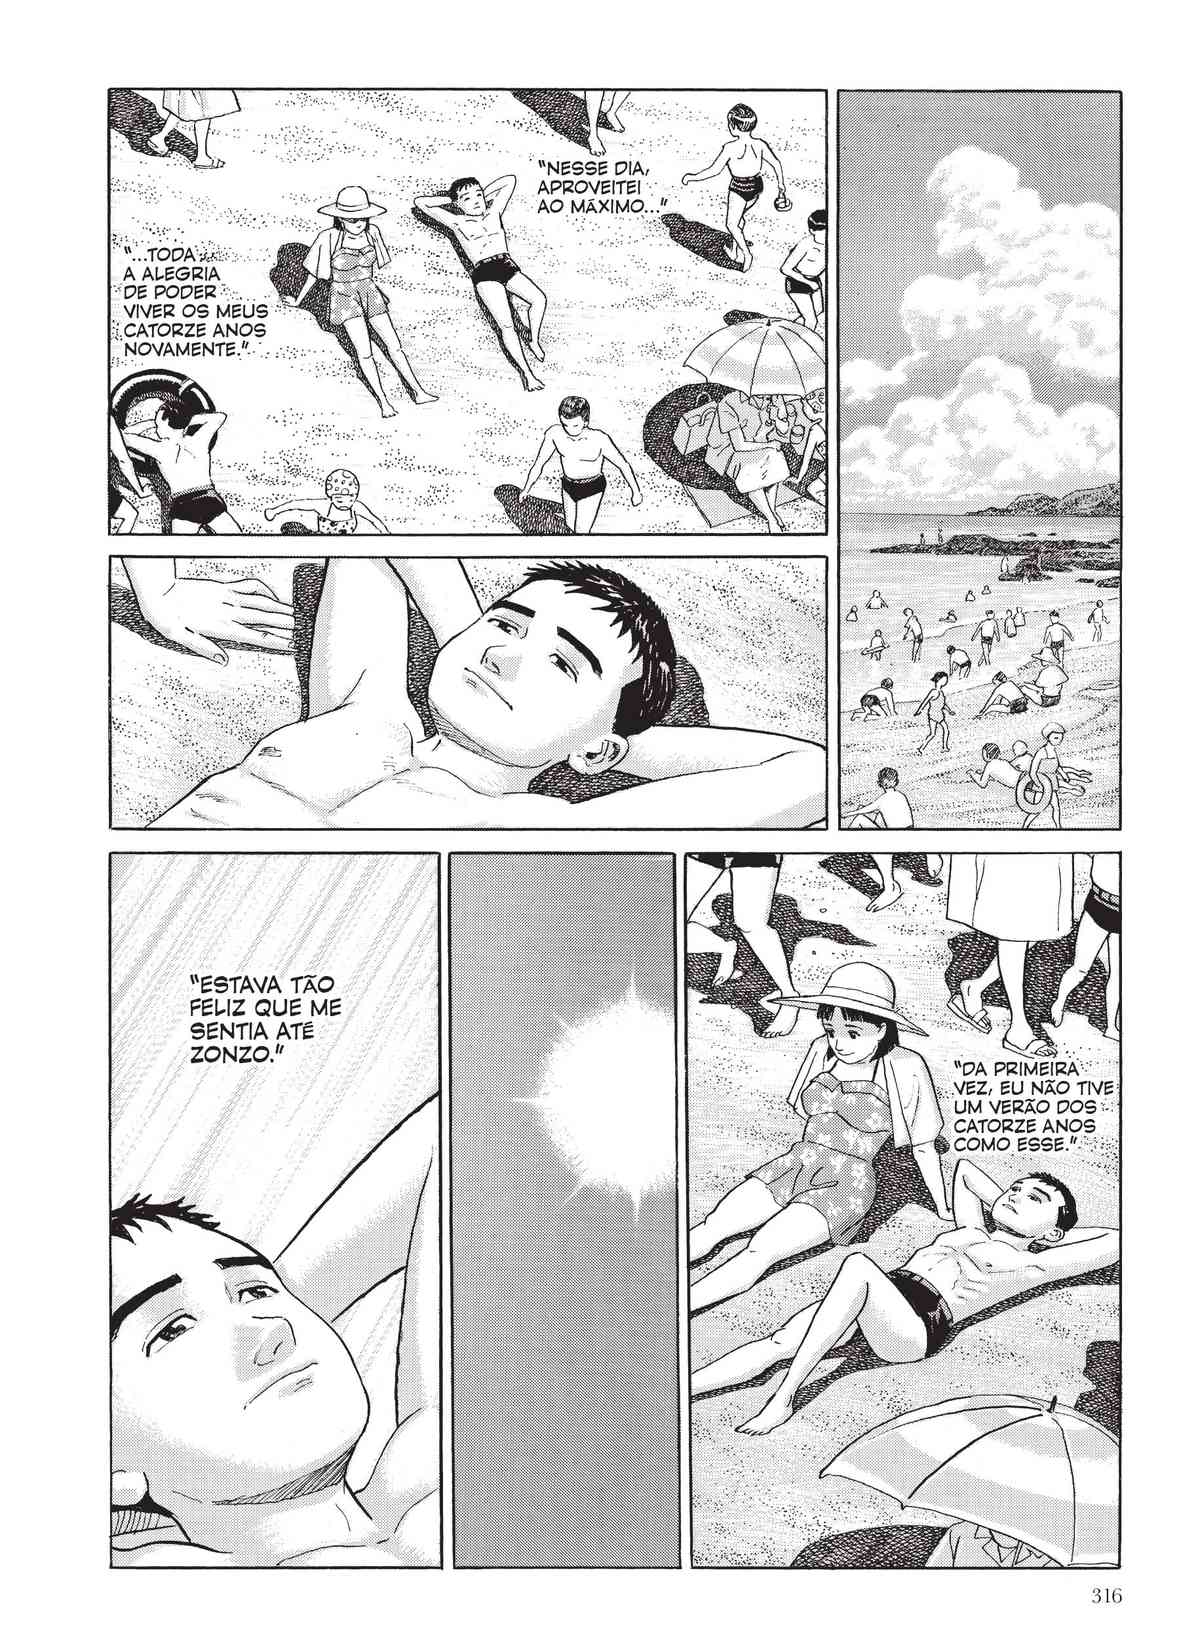 "NESSE DIA,
APROVEITEI
AO MÁXIMO..."
"...TODA
A ALEGRIA
DE PODER
VIVER OS MEUS
CATORZE ANOS
NOVAMENTE."
"DA PRIMEIRA
VEZ, EU NÃO TIVE
UM VERÃO DOS
CATORZE ANOS
COMO ESSE."
"ESTAVA TÃO
FELIZ QUE ME
SENTIA ATÉ
ZONZO."
316